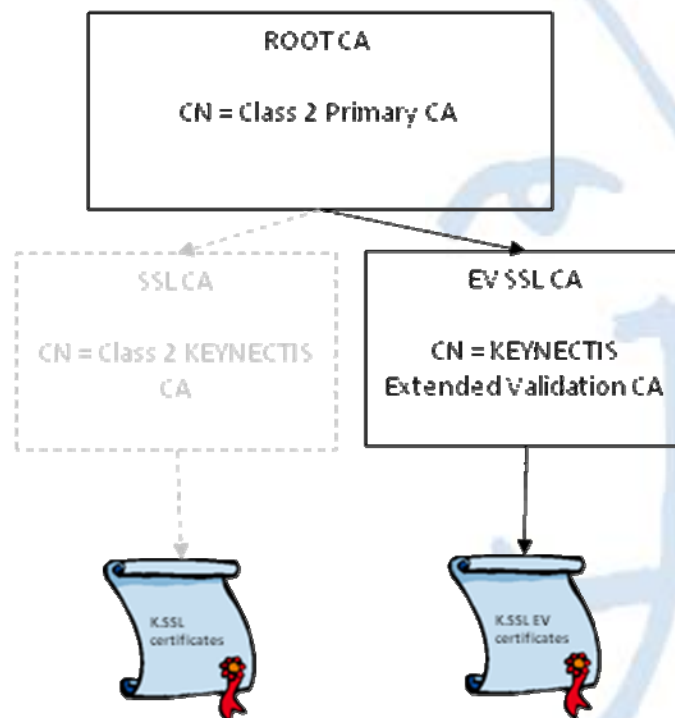 ROOT CA
CN = Class 2 Primary CA
SSL CA
CN = Class 2 KEYNECTIS
CA
EV SSL CA
CN = KEYNECTIS
Extended Validation CA
K.SSL
certificates
K.SSL EV
certificates